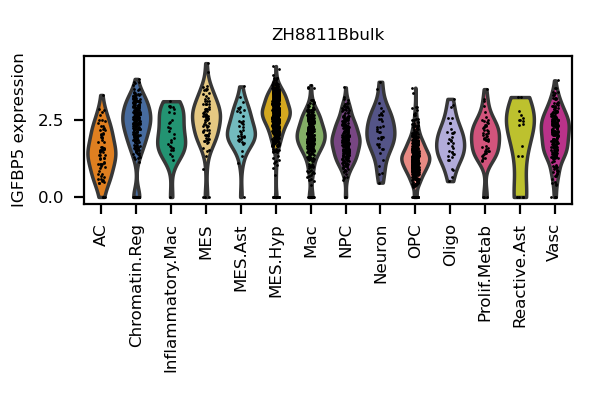 ZH8811Bbulk
IGFBP5 expression
2.5
0.0
AC
Chromatin.Reg
Inflammatory.Mac
MES
MES.Ast
MES.Hyp
Mac
NPC
Neuron
OPC
Oligo
Prolif.Metab
Reactive.Ast
Vasc